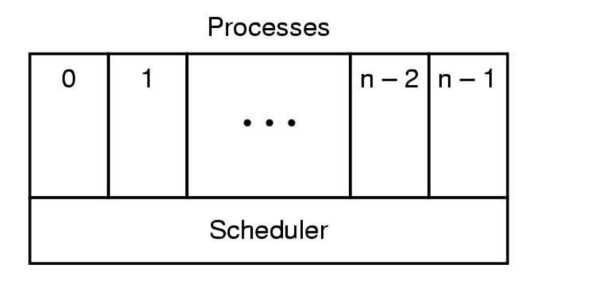 Processes
0 1 • • • n – 2 n – 1
Scheduler